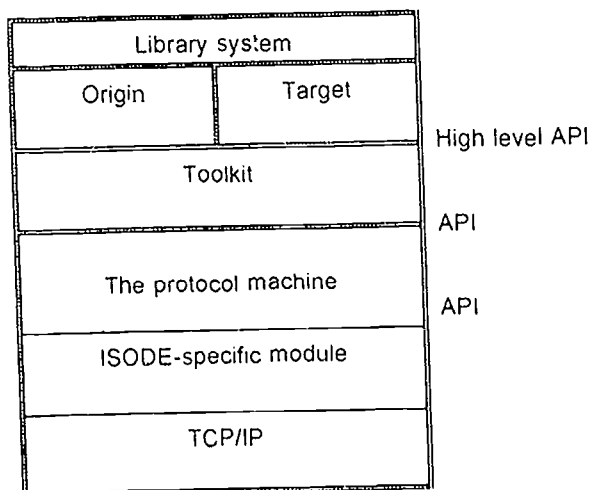 Library system
Origin
Target
High level API
Toolkit
API
The protocol machine
API
ISODE-specific module
TCP/IP